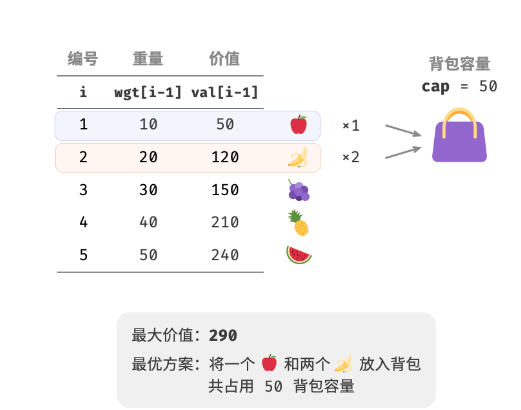 编号 重量 价值
i wgt[i-1] val[i-1]
1 10 50 ×1
2 20 120 ×2
3 30 150
4 40 210
5 50 240
背包容量
cap = 50
最大价值：290
最优方案：将一个 和两个 放入背包
共占用 50 背包容量